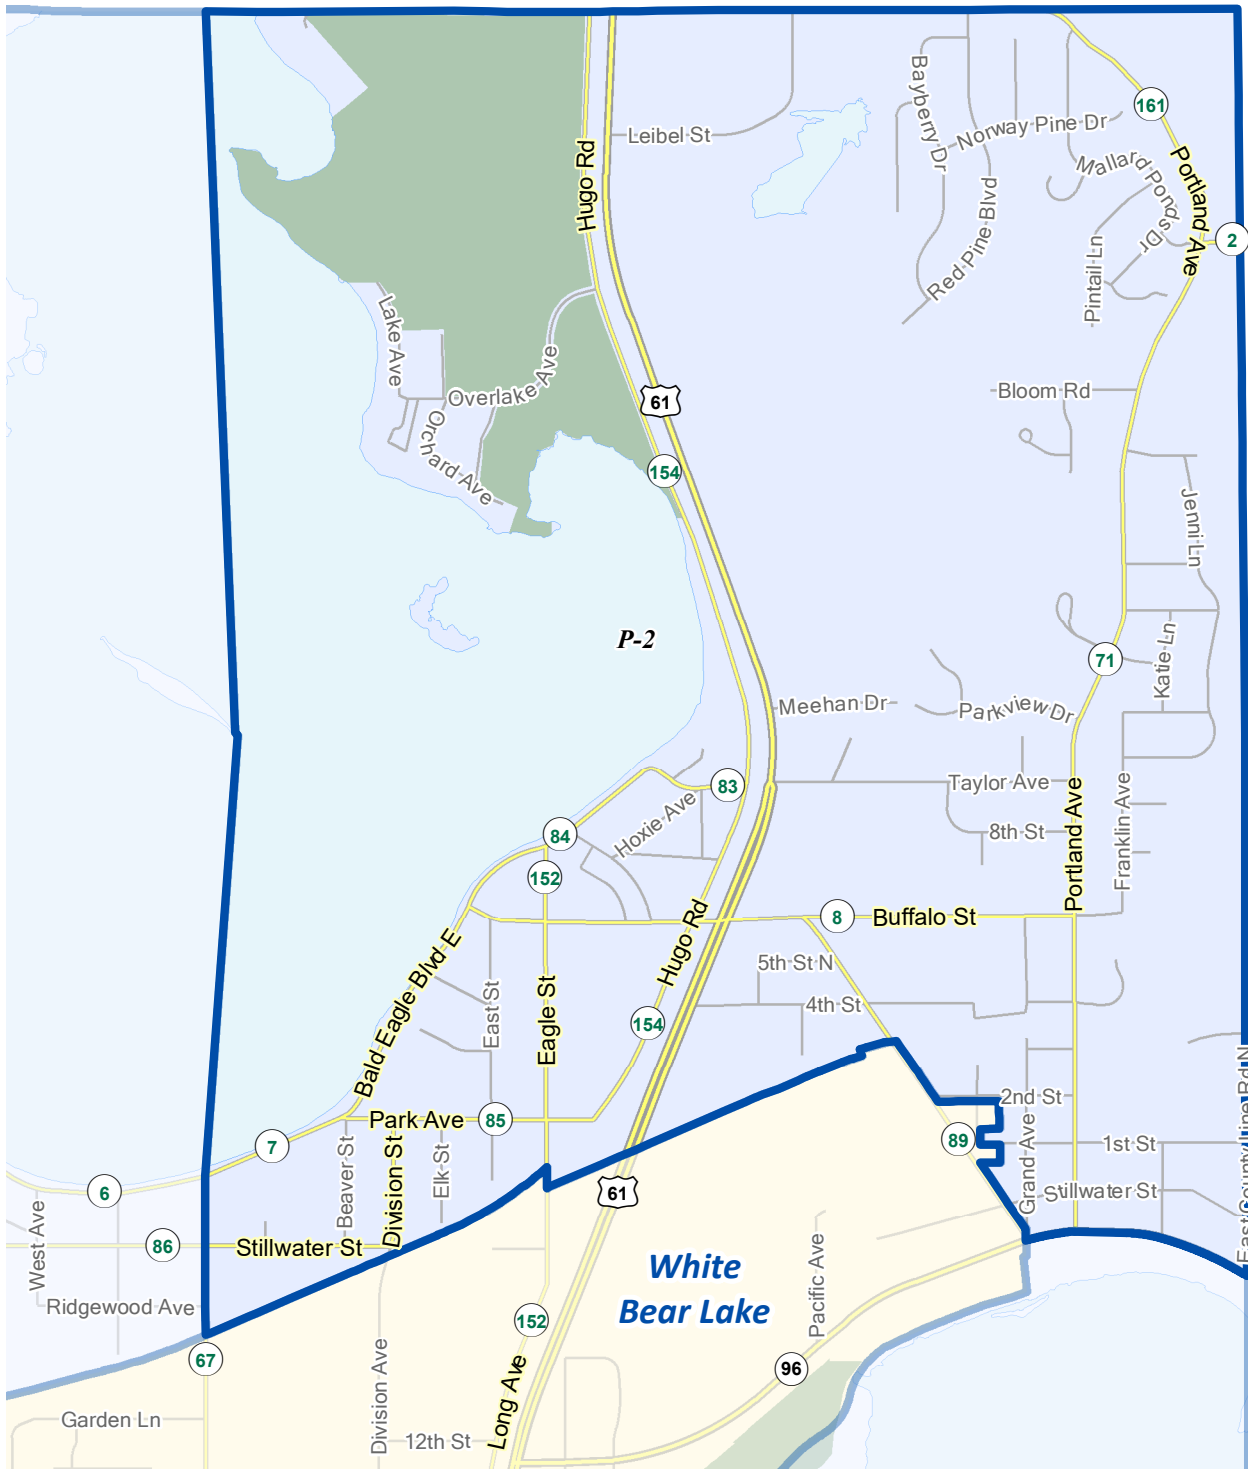 Hugo Rd
Leibel St
Bayberry Dr
Norway Pine Dr
Red Pine Blvd
161
Mallard Ponds Dr
Portland Ave
2
Pintail Ln
Lake Ave
Overlake Ave
Orchard Ave
61
154
Bloom Rd
Jenni Ln
P-2
71
Katie Ln
Meehan Dr
Parkview Dr
83
Taylor Ave
Hoxie Ave
84
8th St
Portland Ave
Franklin Ave
152
8
Buffalo St
Hugo Rd
Bald Eagle Blvd E
East St
Eagle St
5th St N
4th St
154
East County Line Rd N
2nd St
Park Ave
85
7
89
1st St
Grand Ave
Beaver St
Division St
Elk St
6
61
Stillwater St
West Ave
86
Stillwater St
White
Bear Lake
Pacific Ave
Ridgewood Ave
152
67
96
Division Ave
Long Ave
Garden Ln
12th St